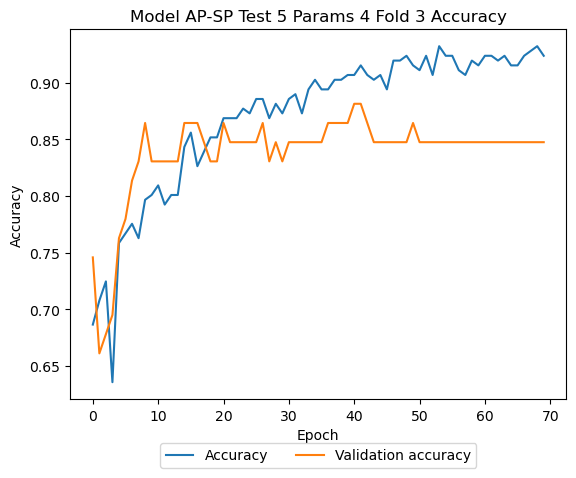 Model AP-SP Test 5 Params 4 Fold 3 Accuracy
Accuracy
0.90
0.85
0.80
0.75
0.70
0.65
0 10 20 30 40 50 60 70
Epoch
Accuracy Validation accuracy